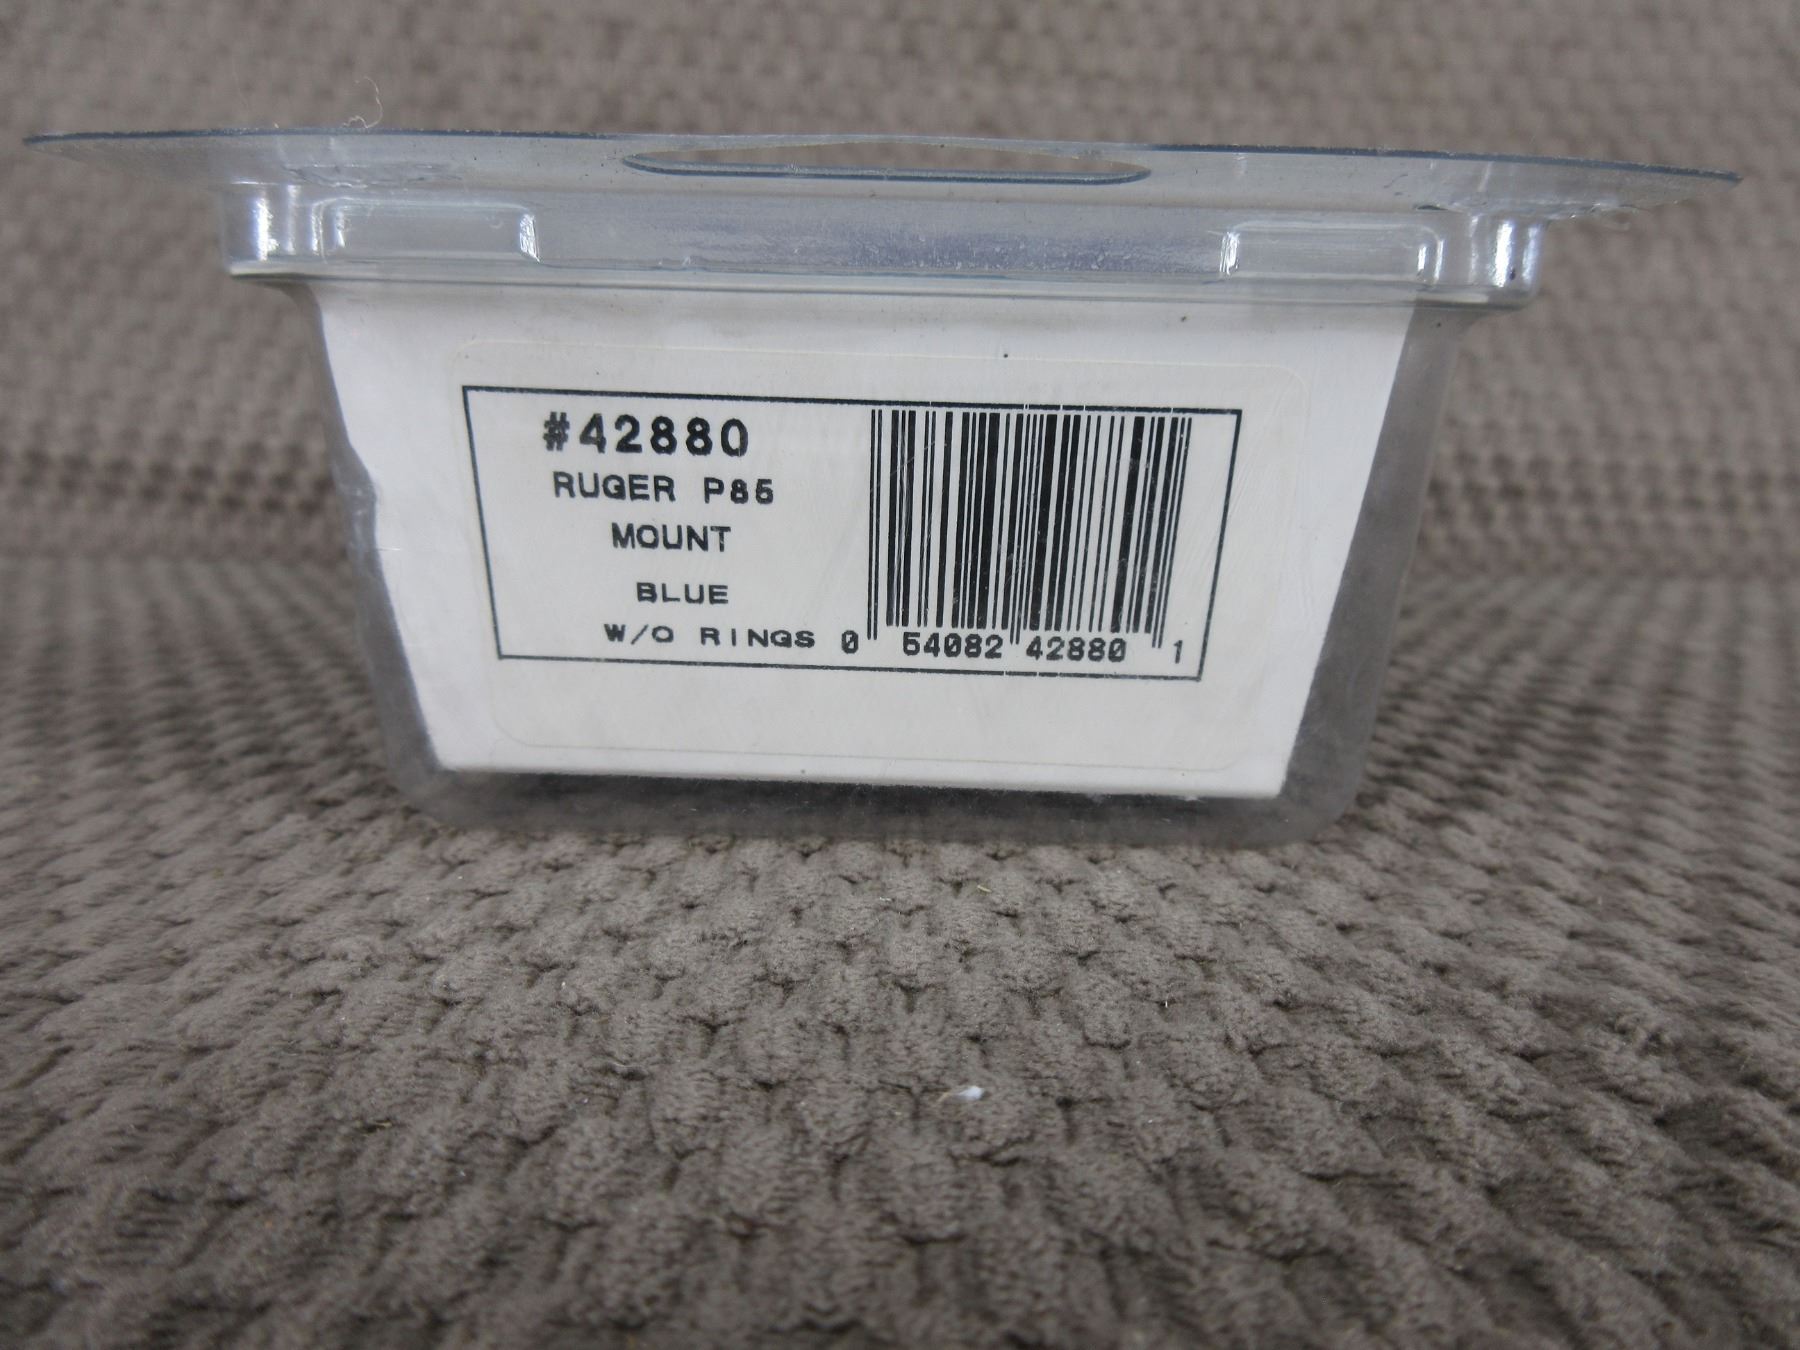 #42880
RUGER P85
MOUNT
BLUE
W/O RINGS
0 54082 42880 1